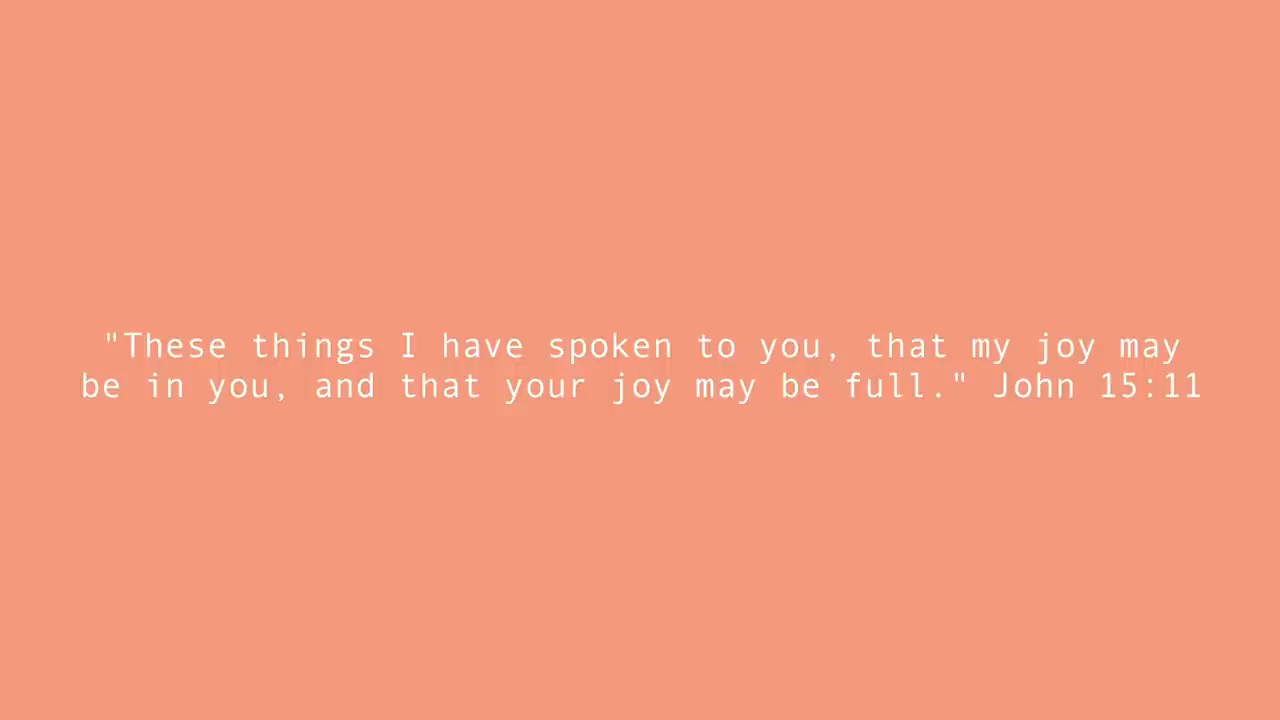 "These things I have spoken to you, that my joy may
be in you, and that your joy may be full." John 15:11